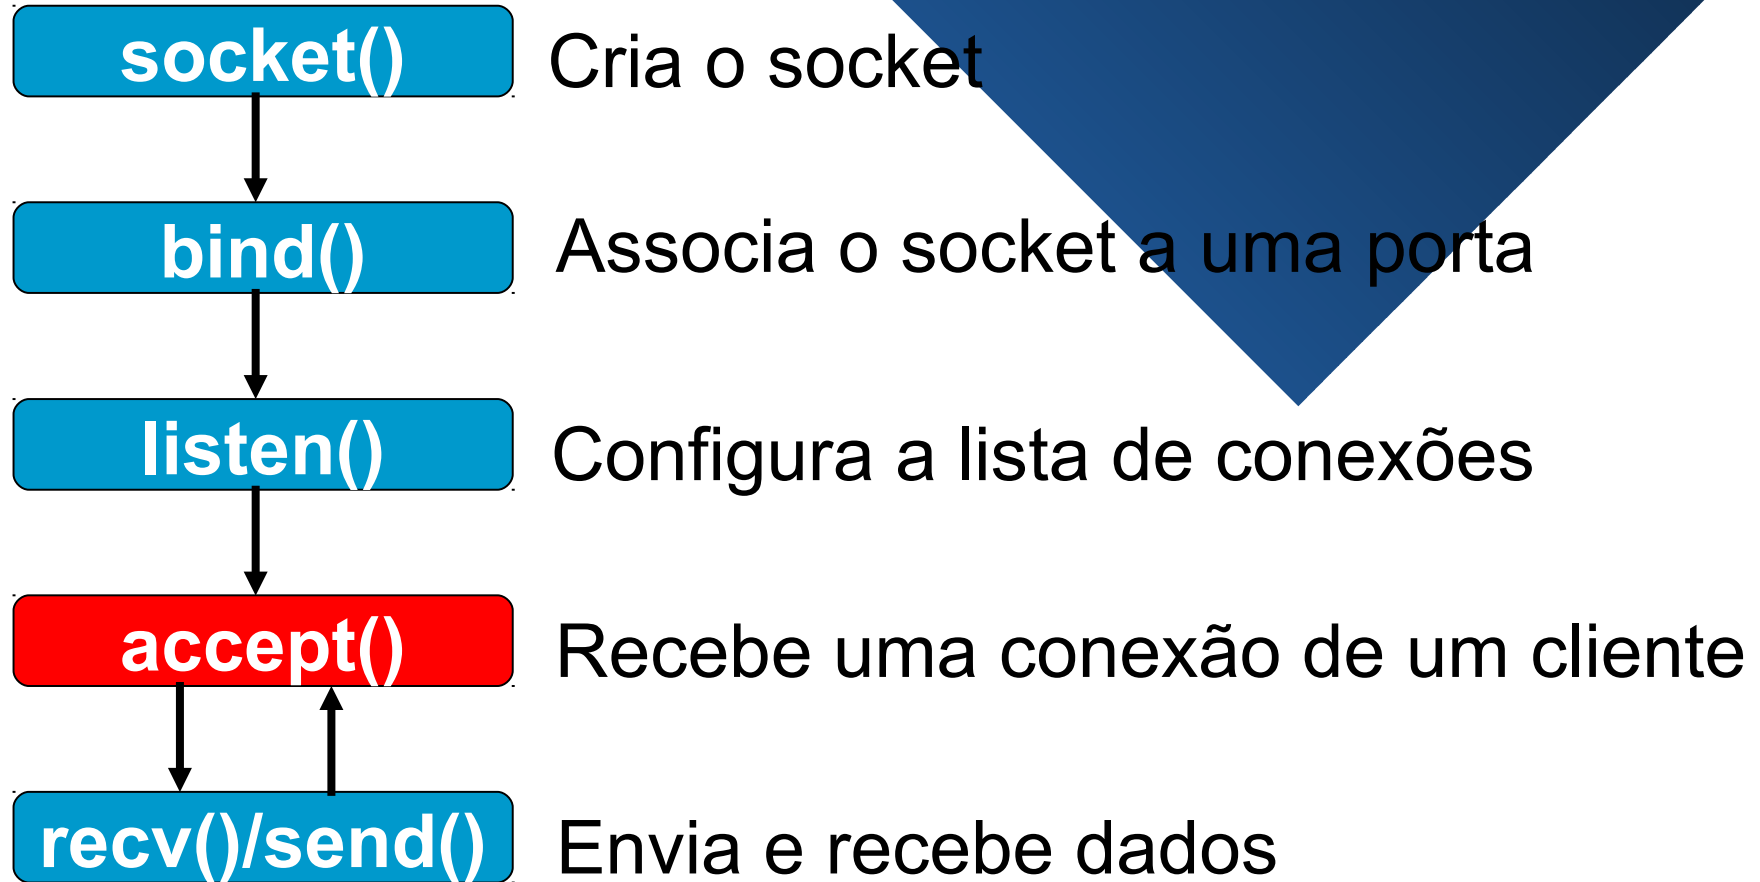 socket() Cria o socket
bind() Associa o socket a uma porta
listen() Configura a lista de conexões
accept() Recebe uma conexão de um cliente
recv()/send() Envia e recebe dados